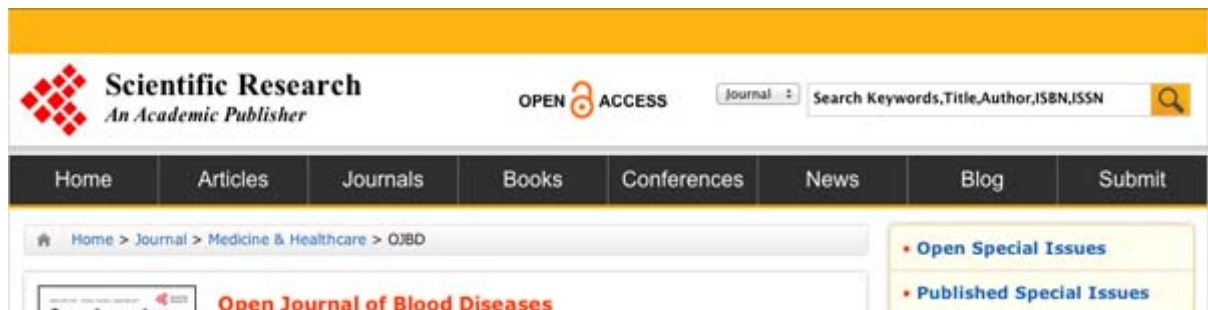 Scientific Research
An Academic Publisher
OPEN ACCESS
Journal
Search Keywords,Title,Author,ISBN,ISSN
Home Articles Journals Books Conferences News Blog Submit
Home > Journal > Medicine & Healthcare > OJBD
Open Special Issues
Published Special Issues
Open Journal of Blood Diseases